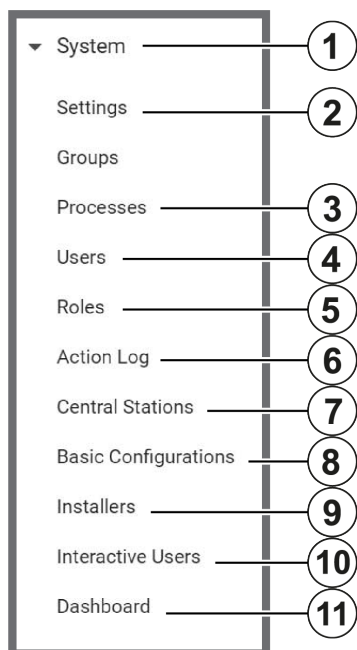 System 1
Settings 2
Groups
Processes 3
Users 4
Roles 5
Action Log 6
Central Stations 7
Basic Configurations 8
Installers 9
Interactive Users 10
Dashboard 11